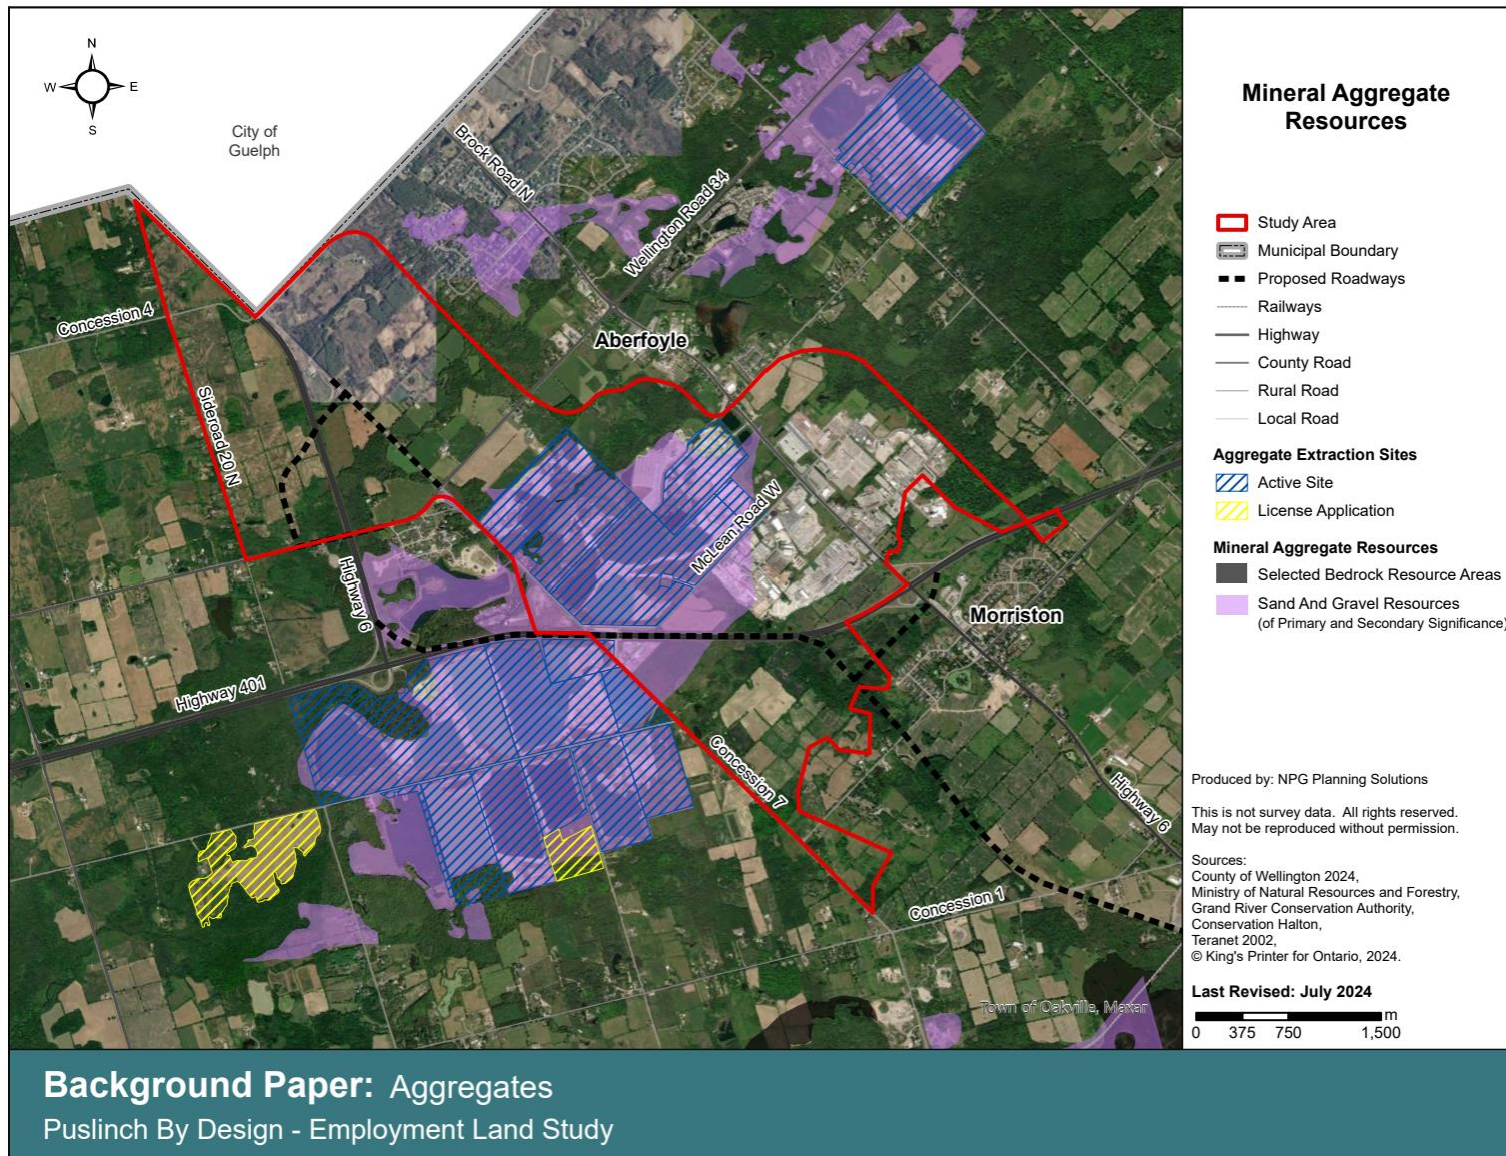 N
W
E
S
City of
Guelph
Brock Road N
Wellington Road 34
Concession 4
Aberfoyle
Sideroad 20 N
McLean Road W
Highway 6
Morriston
Highway 401
Concession 7
Highway 6
Concession 1
Town of Oakville, Maxar
Mineral Aggregate
Resources
Study Area
Municipal Boundary
Proposed Roadways
Railways
Highway
County Road
Rural Road
Local Road
Aggregate Extraction Sites
Active Site
License Application
Mineral Aggregate Resources
Selected Bedrock Resource Areas
Sand And Gravel Resources
(of Primary and Secondary Significance)
Produced by: NPG Planning Solutions
This is not survey data. All rights reserved.
May not be reproduced without permission.
Sources:
County of Wellington 2024,
Ministry of Natural Resources and Forestry,
Grand River Conservation Authority,
Conservation Halton,
Teranet 2002,
© King's Printer for Ontario, 2024.
Last Revised: July 2024
m
0 375 750 1,500
Background Paper: Aggregates
Puslinch By Design - Employment Land Study